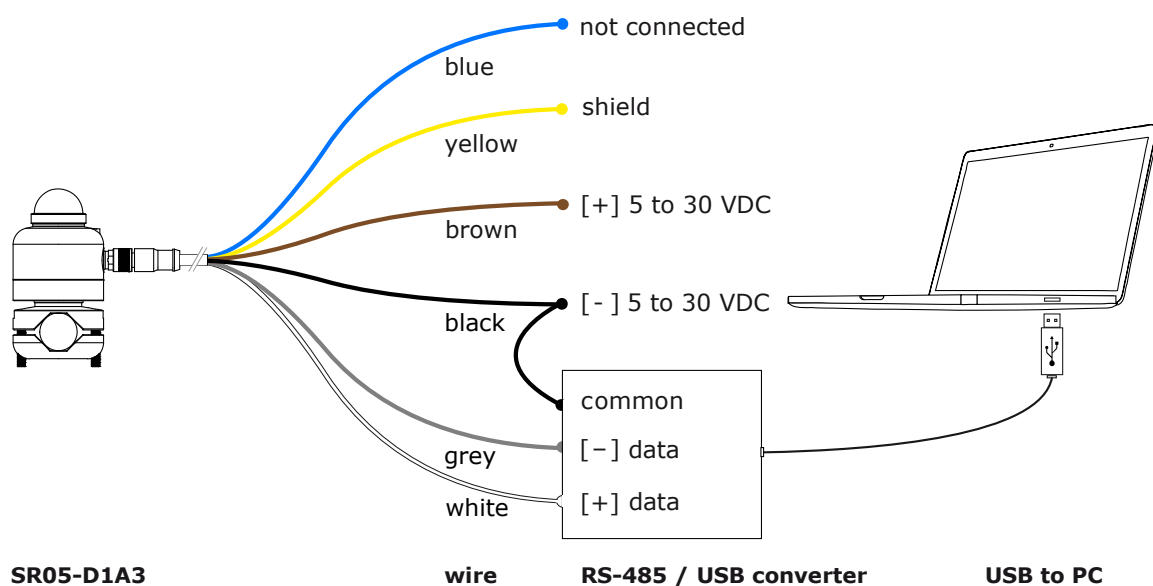 not connected
blue
shield
yellow
[+] 5 to 30 VDC
brown
[-] 5 to 30 VDC
black
common
[−] data
grey
[+] data
white
SR05-D1A3 wire RS-485 / USB converter USB to PC